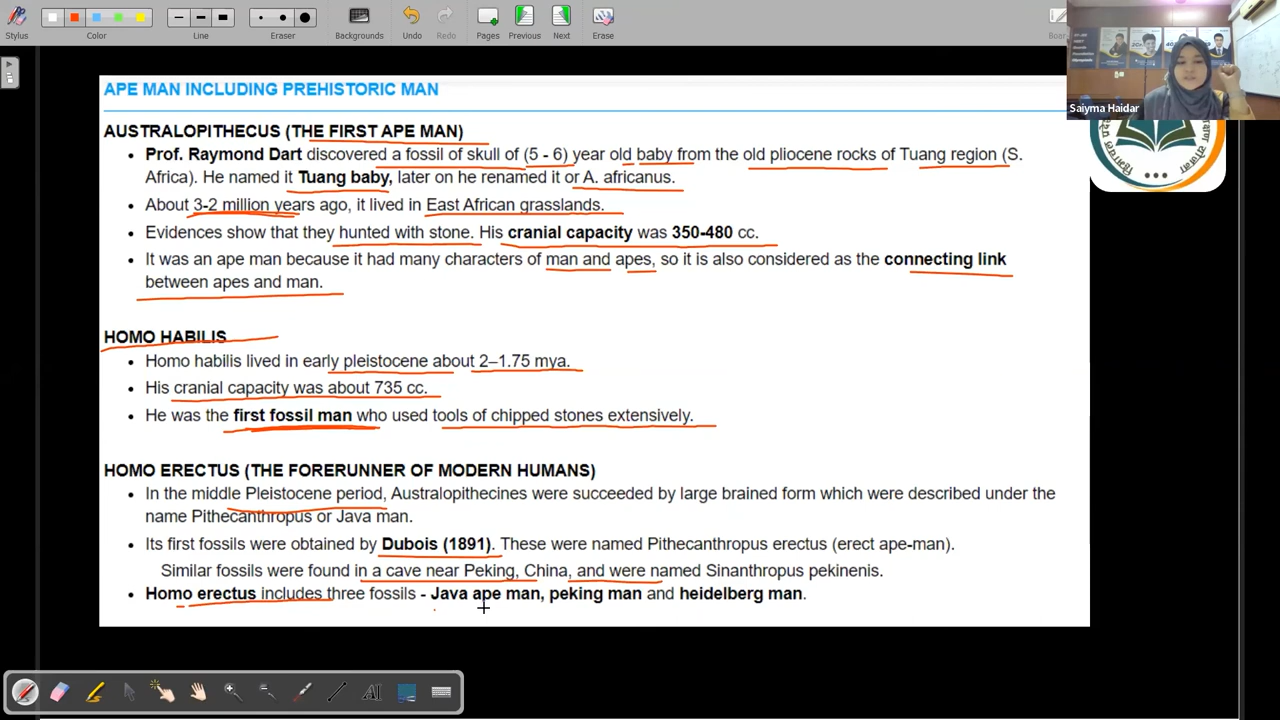 Stylus
Color
Line
Eraser
Backgrounds
Undo
Redo
Pages
Previous
Next
Erase
Saiyma Haidar
APE MAN INCLUDING PREHISTORIC MAN
AUSTRALOPITHECUS (THE FIRST APE MAN)
• Prof. Raymond Dart discovered a fossil of skull of (5 - 6) year old baby from the old pliocene rocks of Tuang region (S.
Africa). He named it Tuang baby, later on he renamed it or A. africanus.
• About 3-2 million years ago, it lived in East African grasslands.
• Evidences show that they hunted with stone. His cranial capacity was 350-480 cc.
• It was an ape man because it had many characters of man and apes, so it is also considered as the connecting link
between apes and man.
HOMO HABILIS
• Homo habilis lived in early pleistocene about 2–1.75 mya.
• His cranial capacity was about 735 cc.
• He was the first fossil man who used tools of chipped stones extensively.
HOMO ERECTUS (THE FORERUNNER OF MODERN HUMANS)
• In the middle Pleistocene period, Australopithecines were succeeded by large brained form which were described under the
name Pithecanthropus or Java man.
• Its first fossils were obtained by Dubois (1891). These were named Pithecanthropus erectus (erect ape-man).
Similar fossils were found in a cave near Peking, China, and were named Sinanthropus pekinenis.
• Homo erectus includes three fossils - Java ape man, peking man and heidelberg man.